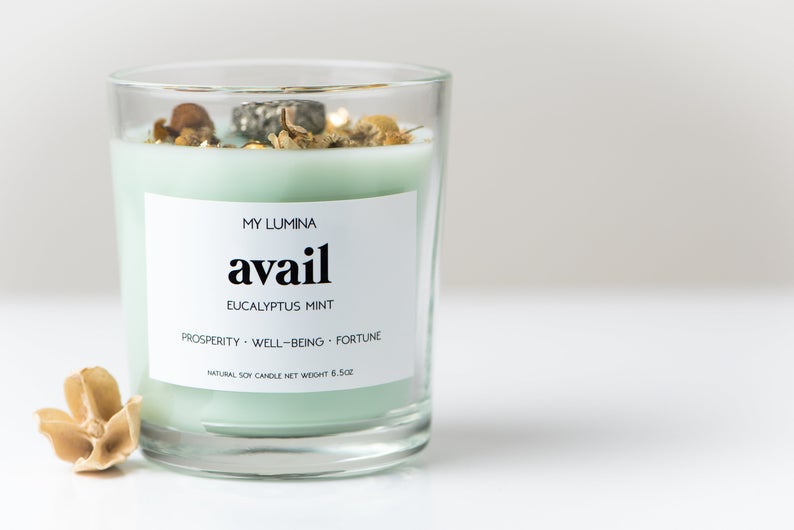 MY LUMINA
avail
EUCALYPTUS MINT
PROSPERITY · WELL-BEING · FORTUNE
NATURAL SOY CANDLE NET WEIGHT 6.5OZ